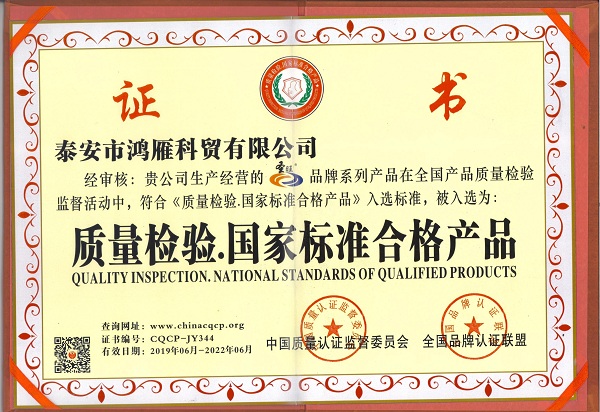 证 书
泰安市鸿雁科贸有限公司
经审核：贵公司生产经营的 圣旺® 品牌系列产品在全国产品质量检验
监督活动中，符合《质量检验.国家标准合格产品》入选标准，被入选为：
质量检验.国家标准合格产品
QUALITY INSPECTION. NATIONAL STANDARDS OF QUALIFIED PRODUCTS
查询网址：www.chinacqcp.org
证书编号：CQCP-JY344
有效日期：2019年06月-2022年06月
中国质量认证监督委员会 全国品牌认证联盟